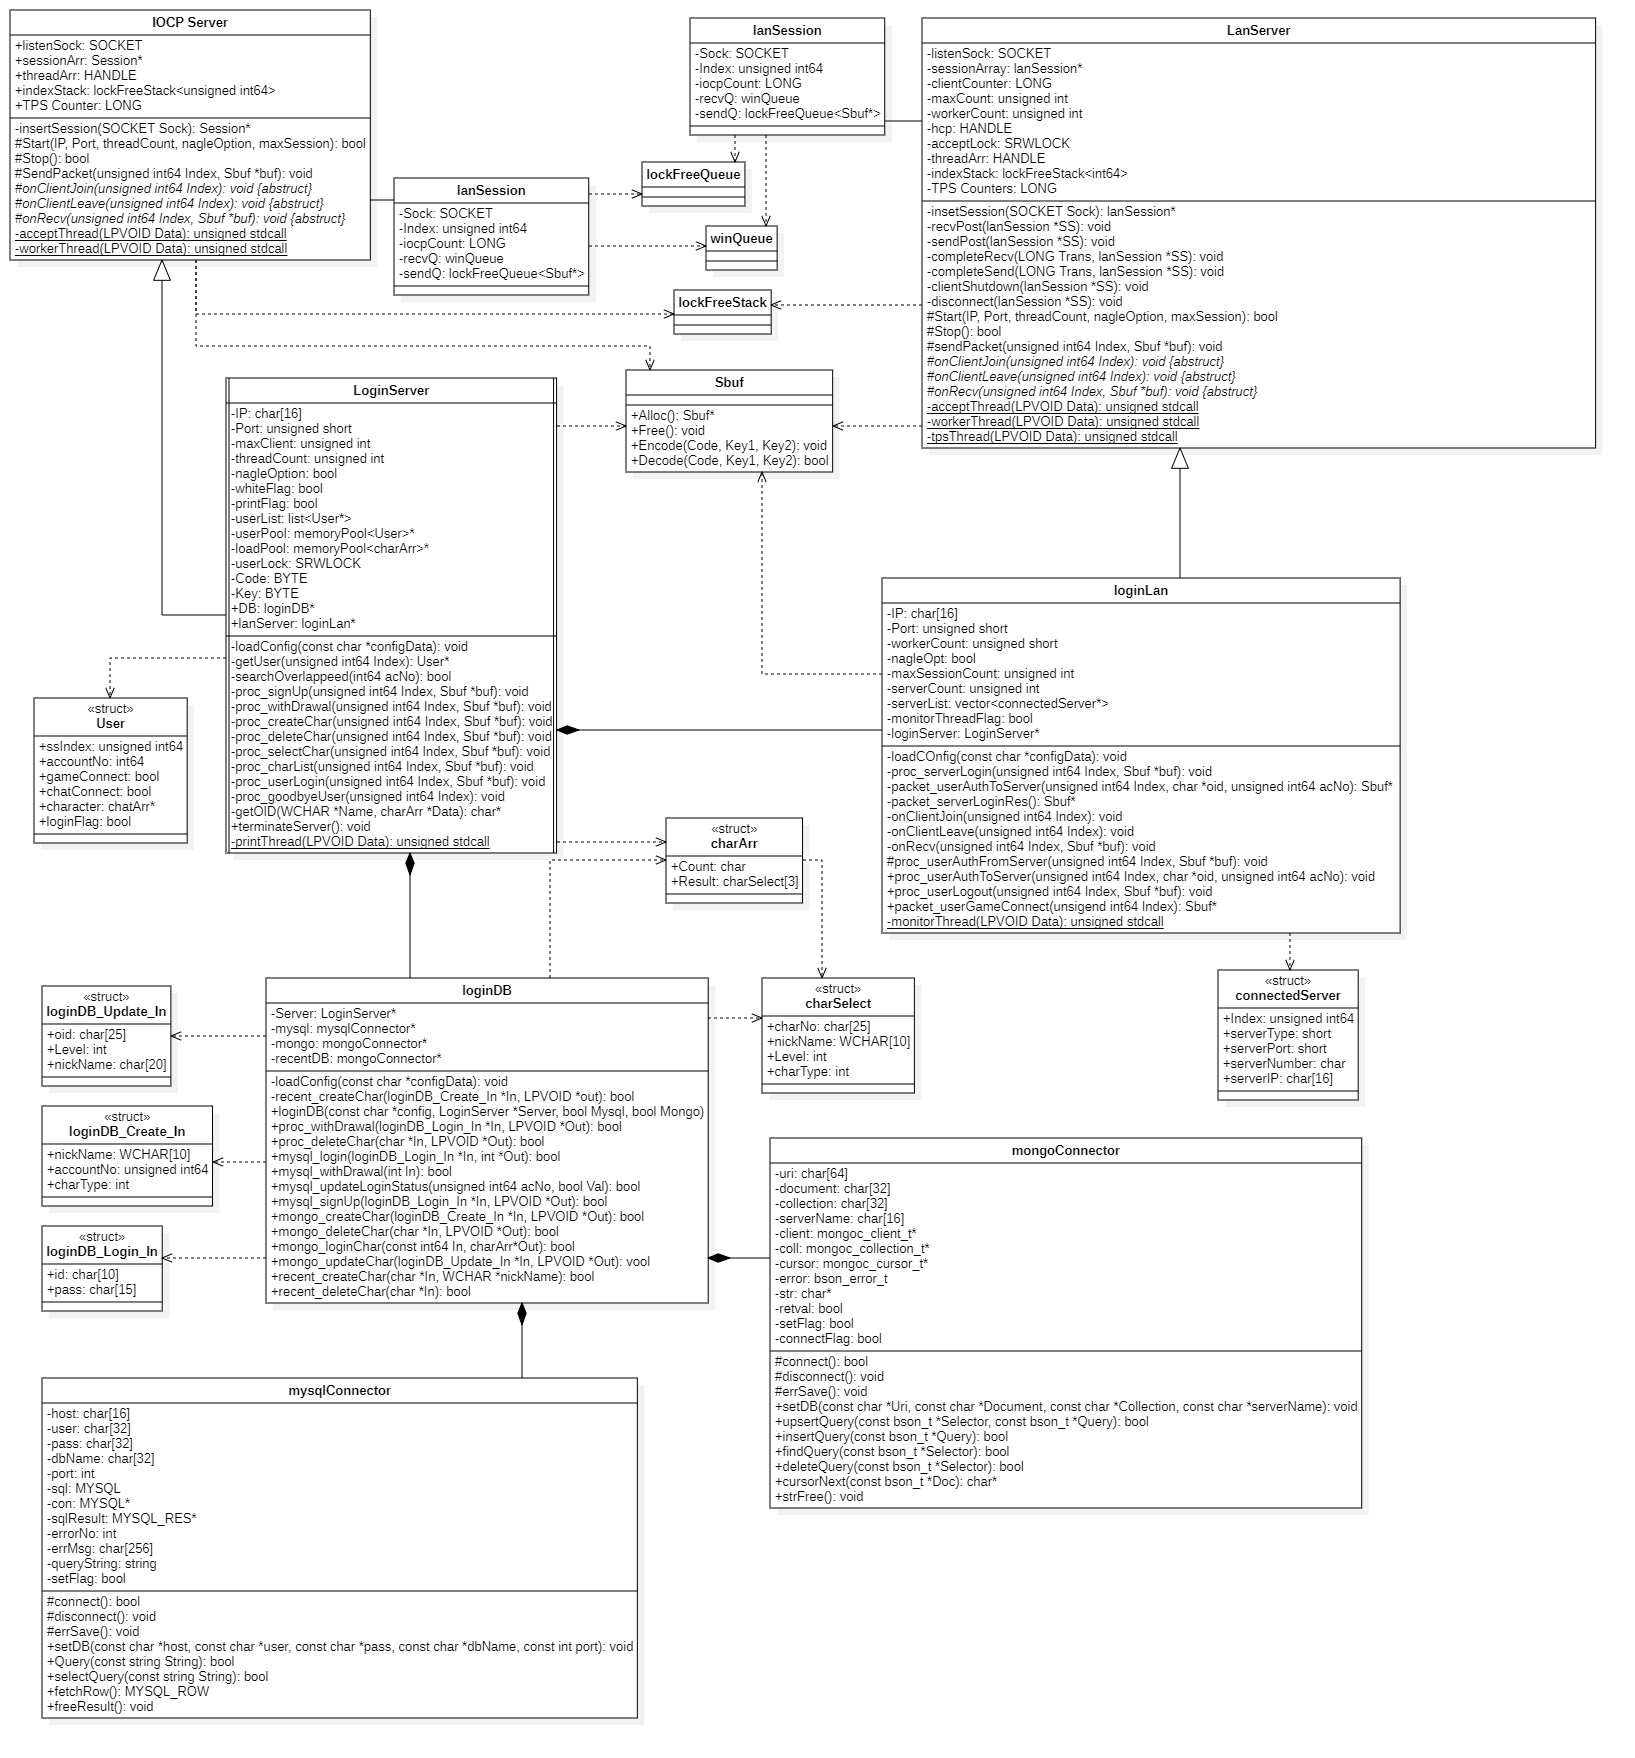 IOCP Server
+listenSock: SOCKET
+sessionArr: Session*
+threadArr: HANDLE
+indexStack: lockFreeStack<unsigned int64>
+TPS Counter: LONG
-insertSession(SOCKET Sock): Session*
#Start(IP, Port, threadCount, nagleOption, maxSession): bool
#Stop(): bool
#SendPacket(unsigned int64 Index, Sbuf *buf): void
#onClientJoin(unsigned int64 Index): void {abstruct}
#onClientLeave(unsigned int64 Index): void {abstruct}
#onRecv(unsigned int64 Index, Sbuf *buf): void {abstruct}
-acceptThread(LPVOID Data): unsigned stdcall
-workerThread(LPVOID Data): unsigned stdcall
lanSession
-Sock: SOCKET
-Index: unsigned int64
-iocpCount: LONG
-recvQ: winQueue
-sendQ: lockFreeQueue<Sbuf*>
LanServer
-listenSock: SOCKET
-sessionArray: lanSession*
-clientCounter: LONG
-maxCount: unsigned int
-workerCount: unsigned int
-hcp: HANDLE
-acceptLock: SRWLOCK
-threadArr: HANDLE
-indexStack: lockFreeStack<int64>
-TPS Counters: LONG
-insetSession(SOCKET Sock): lanSession*
-recvPost(lanSession *SS): void
-sendPost(lanSession *SS): void
-completeRecv(LONG Trans, lanSession *SS): void
-completeSend(LONG Trans, lanSession *SS): void
-clientShutdown(lanSession *SS): void
-disconnect(lanSession *SS): void
#Start(IP, Port, threadCount, nagleOption, maxSession): bool
#Stop(): bool
#sendPacket(unsigned int64 Index, Sbuf *buf): void
#onClientJoin(unsigned int64 Index): void {abstruct}
#onClientLeave(unsigned int64 Index): void {abstruct}
#onRecv(unsigned int64 Index, Sbuf *buf): void {abstruct}
-acceptThread(LPVOID Data): unsigned stdcall
-workerThread(LPVOID Data): unsigned stdcall
-tpsThread(LPVOID Data): unsigned stdcall
lanSession
-Sock: SOCKET
-Index: unsigned int64
-iocpCount: LONG
-recvQ: winQueue
-sendQ: lockFreeQueue<Sbuf*>
lockFreeQueue
winQueue
lockFreeStack
Sbuf
+Alloc(): Sbuf*
+Free(): void
+Encode(Code, Key1, Key2): void
+Decode(Code, Key1, Key2): bool
LoginServer
-IP: char[16]
-Port: unsigned short
-maxClient: unsigned int
-threadCount: unsigned int
-nagleOption: bool
-whiteFlag: bool
-printFlag: bool
-userList: list<User*>
-userPool: memoryPool<User>*
-loadPool: memoryPool<charArr>*
-userLock: SRWLOCK
-Code: BYTE
-Key: BYTE
+DB: loginDB*
+lanServer: loginLan*
-loadConfig(const char *configData): void
-getUser(unsigned int64 Index): User*
-searchOverlappeed(int64 acNo): bool
-proc_signUp(unsigned int64 Index, Sbuf *buf): void
-proc_withDrawal(unsigned int64 Index, Sbuf *buf): void
-proc_createChar(unsigned int64 Index, Sbuf *buf): void
-proc_deleteChar(unsigned int64 Index, Sbuf *buf): void
-proc_selectChar(unsigned int64 Index, Sbuf *buf): void
-proc_charList(unsigned int64 Index, Sbuf *buf): void
-proc_userLogin(unsigned int64 Index, Sbuf *buf): void
-proc_goodbyeUser(unsigned int64 Index): void
-getOID(WCHAR *Name, charArr *Data): char*
+terminateServer(): void
-printThread(LPVOID Data): unsigned stdcall
loginLan
-IP: char[16]
-Port: unsigned short
-workerCount: unsigned short
-nagleOpt: bool
-maxSessionCount: unsigned int
-serverCount: unsigned int
-serverList: vector<connectedServer*>
-monitorThreadFlag: bool
-loginServer: LoginServer*
-loadCOnfig(const char *configData): void
-proc_serverLogin(unsigned int64 Index, Sbuf *buf): void
-packet_userAuthToServer(unsigned int64 Index, char *oid, unsigned int64 acNo): Sbuf*
-packet_serverLoginRes(): Sbuf*
-onClientJoin(unsigned int64 Index): void
-onClientLeave(unsigned int64 Index): void
-onRecv(unsigned int64 Index, Sbuf *buf): void
#proc_userAuthFromServer(unsigned int64 Index, Sbuf *buf): void
+proc_userAuthToServer(unsigned int64 Index, char *oid, unsigned int64 acNo): void
+proc_userLogout(unsigned int64 Index, Sbuf *buf): void
+packet_userGameConnect(unsigend int64 Index): Sbuf*
-monitorThread(LPVOID Data): unsigned stdcall
«struct»
User
+ssIndex: unsigned int64
+accountNo: int64
+gameConnect: bool
+chatConnect: bool
+character: chatArr*
+loginFlag: bool
«struct»
charArr
+Count: char
+Result: charSelect[3]
«struct»
connectedServer
+Index: unsigned int64
+serverType: short
+serverPort: short
+serverNumber: char
+serverIP: char[16]
«struct»
charSelect
+charNo: char[25]
+nickName: WCHAR[10]
+Level: int
+charType: int
loginDB
-Server: LoginServer*
-mysql: mysqlConnector*
-mongo: mongoConnector*
-recentDB: mongoConnector*
-loadConfig(const char *configData): void
-recent_createChar(loginDB_Create_In *In, LPVOID *out): bool
+loginDB(const char *config, LoginServer *Server, bool Mysql, bool Mongo)
+proc_withDrawal(loginDB_Login_In *In, LPVOID *Out): bool
+proc_deleteChar(char *In, LPVOID *Out): bool
+mysql_login(loginDB_Login_In *In, int *Out): bool
+mysql_withDrawal(int In): bool
+mysql_updateLoginStatus(unsigned int64 acNo, bool Val): bool
+mysql_signUp(loginDB_Login_In *In, LPVOID *Out): bool
+mongo_createChar(loginDB_Create_In *In, LPVOID *Out): bool
+mongo_deleteChar(char *In, LPVOID *Out): bool
+mongo_loginChar(const int64 In, charArr*Out): bool
+mongo_updateChar(loginDB_Update_In *In, LPVOID *Out): vool
+recent_createChar(char *In, WCHAR *nickName): bool
+recent_deleteChar(char *In): bool
«struct»
loginDB_Update_In
+oid: char[25]
+Level: int
+nickName: char[20]
«struct»
loginDB_Create_In
+nickName: WCHAR[10]
+accountNo: unsigned int64
+charType: int
«struct»
loginDB_Login_In
+id: char[10]
+pass: char[15]
mongoConnector
-uri: char[64]
-document: char[32]
-collection: char[32]
-serverName: char[16]
-client: mongoc_client_t*
-coll: mongoc_collection_t*
-cursor: mongoc_cursor_t*
-error: bson_error_t
-str: char*
-retval: bool
-setFlag: bool
-connectFlag: bool
#connect(): bool
#disconnect(): void
#errSave(): void
+setDB(const char *Uri, const char *Document, const char *Collection, const char *serverName): void
+upsertQuery(const bson_t *Selector, const bson_t *Query): bool
+insertQuery(const bson_t *Query): bool
+findQuery(const bson_t *Selector): bool
+deleteQuery(const bson_t *Selector): bool
+cursorNext(const bson_t *Doc): char*
+strFree(): void
mysqlConnector
-host: char[16]
-user: char[32]
-pass: char[32]
-dbName: char[32]
-port: int
-sql: MYSQL
-con: MYSQL*
-sqlResult: MYSQL_RES*
-errorNo: int
-errMsg: char[256]
-queryString: string
-setFlag: bool
#connect(): bool
#disconnect(): void
#errSave(): void
+setDB(const char *host, const char *user, const char *pass, const char *dbName, const int port): void
+Query(const string String): bool
+selectQuery(const string String): bool
+fetchRow(): MYSQL_ROW
+freeResult(): void